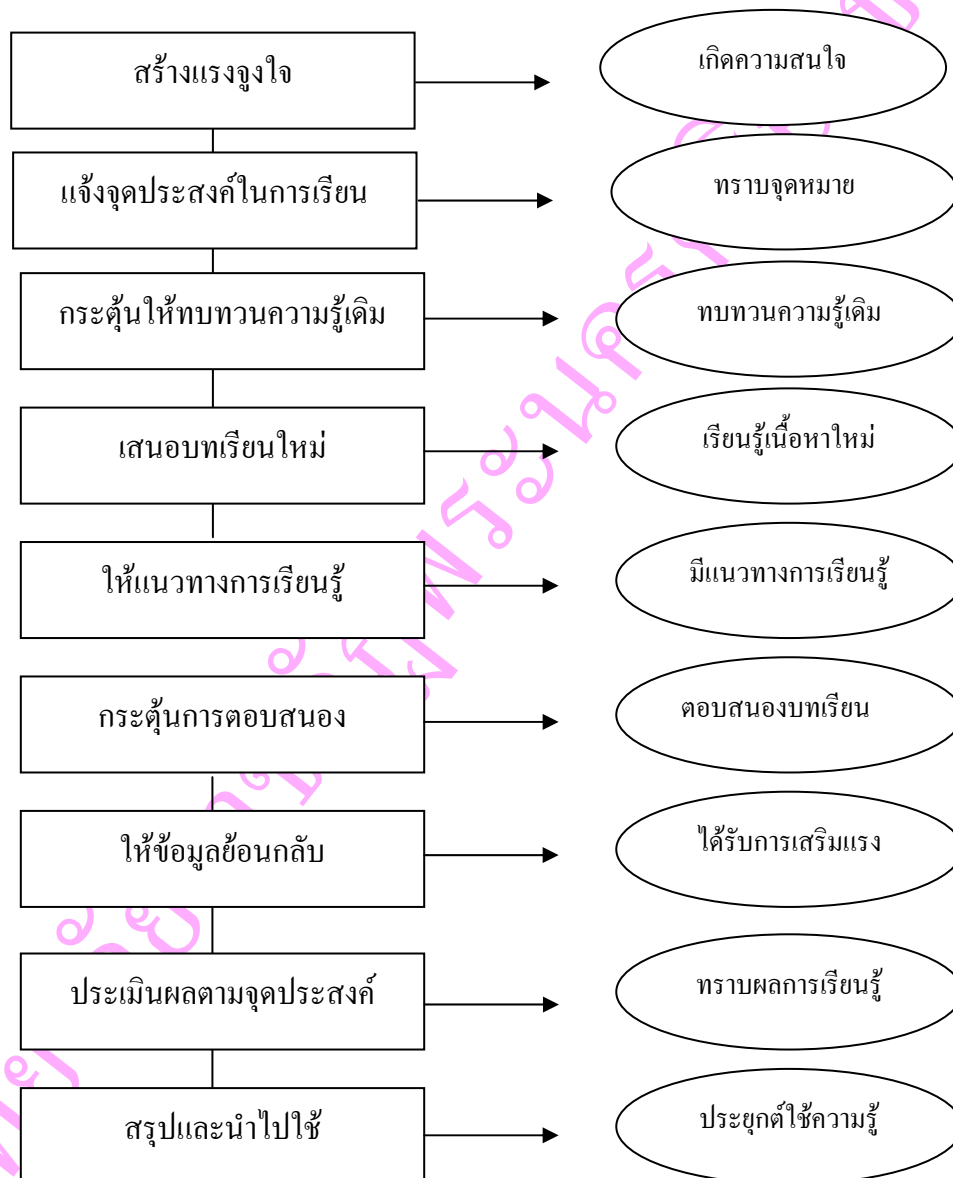 สร้างแรงจูงใจ
เกิดความสนใจ
แจ้งจุดประสงค์ในการเรียน
ทราบจุดหมาย
กระตุ้นให้ทบทวนความรู้เดิม
ทบทวนความรู้เดิม
เสนอบทเรียนใหม่
เรียนรู้เนื้อหาใหม่
ให้แนวทางการเรียนรู้
มีแนวทางการเรียนรู้
กระตุ้นการตอบสนอง
ตอบสนองบทเรียน
ให้ข้อมูลย้อนกลับ
ได้รับการเสริมแรง
ประเมินผลตามจุดประสงค์
ทราบผลการเรียนรู้
สรุปและนำไปใช้
ประยุกต์ใช้ความรู้